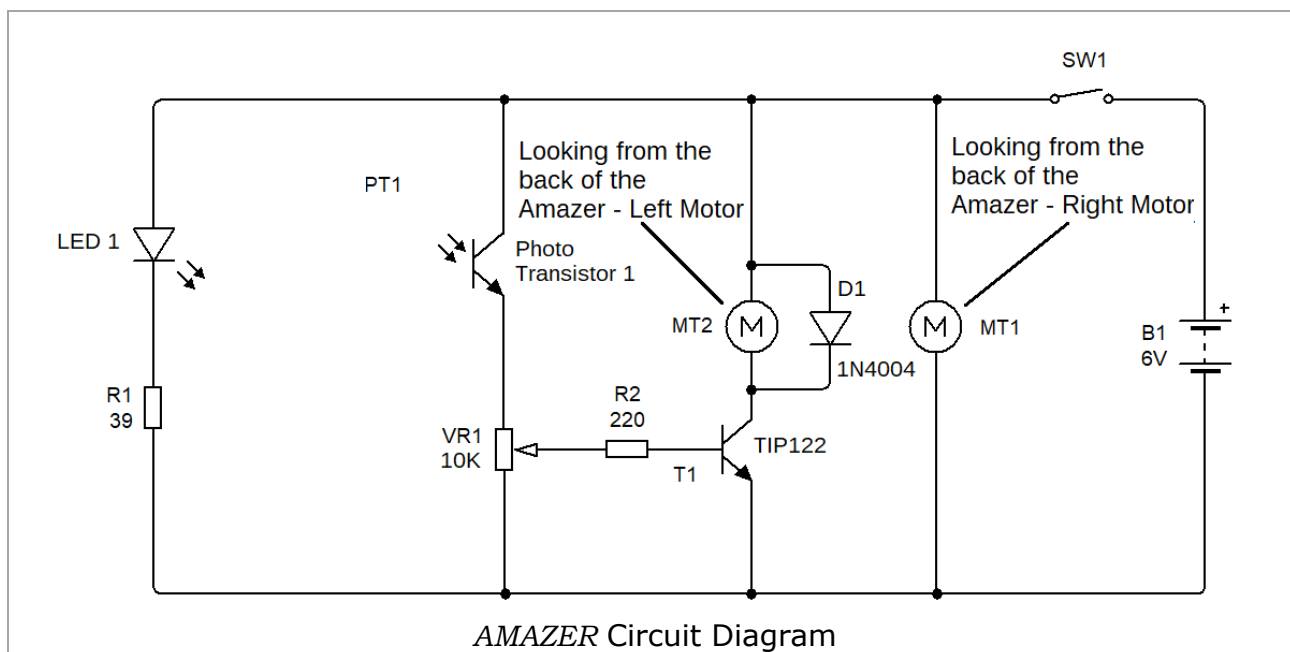 SW1
Looking from the
back of the
Amazer - Left Motor
Looking from the
back of the
Amazer - Right Motor
PT1
LED 1
Photo
Transistor 1
D1
MT2
M
M
MT1
+
B1
6V
1N4004
R1
39
R2
220
VR1
10K
TIP122
T1
AMAZER Circuit Diagram